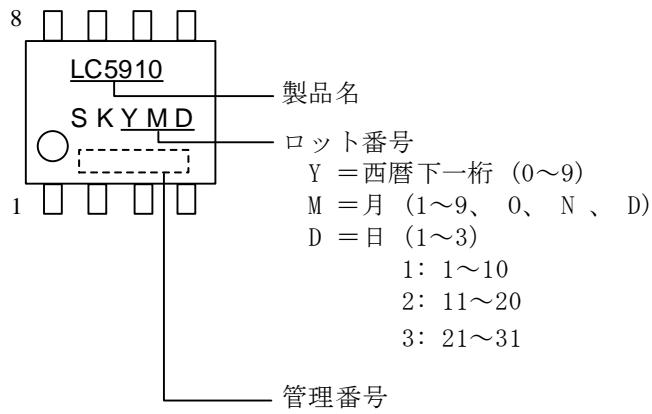 8
LC5910
製品名
S K Y M D
ロット番号
Y =西暦下一桁 (0～9)
M =月 (1～9、 O、 N 、 D)
D =日 (1～3)
1: 1～10
2: 11～20
3: 21～31
1
管理番号